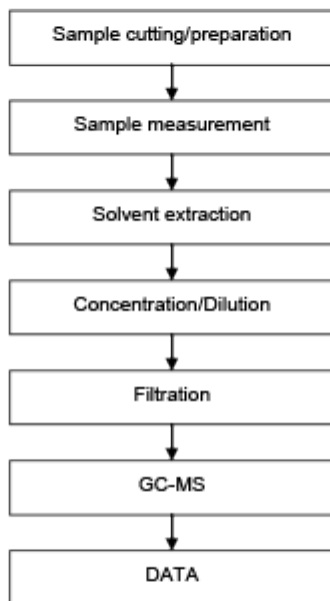 Sample cutting/preparation
Sample measurement
Solvent extraction
Concentration/Dilution
Filtration
GC-MS
DATA